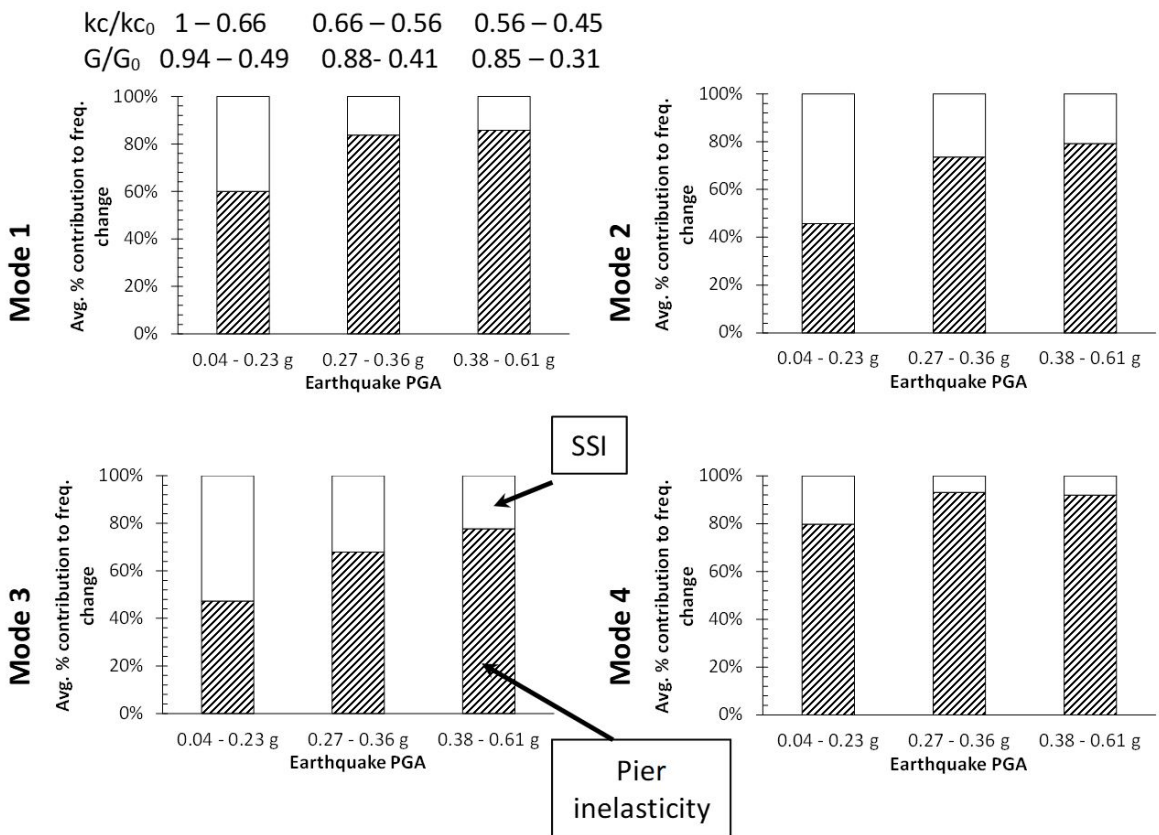 kc/kc₀ 1 – 0.66 0.66 – 0.56 0.56 – 0.45
G/G₀ 0.94 – 0.49 0.88- 0.41 0.85 – 0.31
Mode 1
Avg. % contribution to freq.
change
100%
80%
60%
40%
20%
0%
0.04 - 0.23 g 0.27 - 0.36 g 0.38 - 0.61 g
Earthquake PGA
Mode 2
Avg. % contribution to freq.
change
100%
80%
60%
40%
20%
0%
0.04 - 0.23 g 0.27 - 0.36 g 0.38 - 0.61 g
Earthquake PGA
SSI
Mode 3
Avg. % contribution to freq.
change
100%
80%
60%
40%
20%
0%
0.04 - 0.23 g 0.27 - 0.36 g 0.38 - 0.61 g
Earthquake PGA
Pier
inelasticity
Mode 4
Avg. % contribution to freq.
change
100%
80%
60%
40%
20%
0%
0.04 - 0.23 g 0.27 - 0.36 g 0.38 - 0.61 g
Earthquake PGA